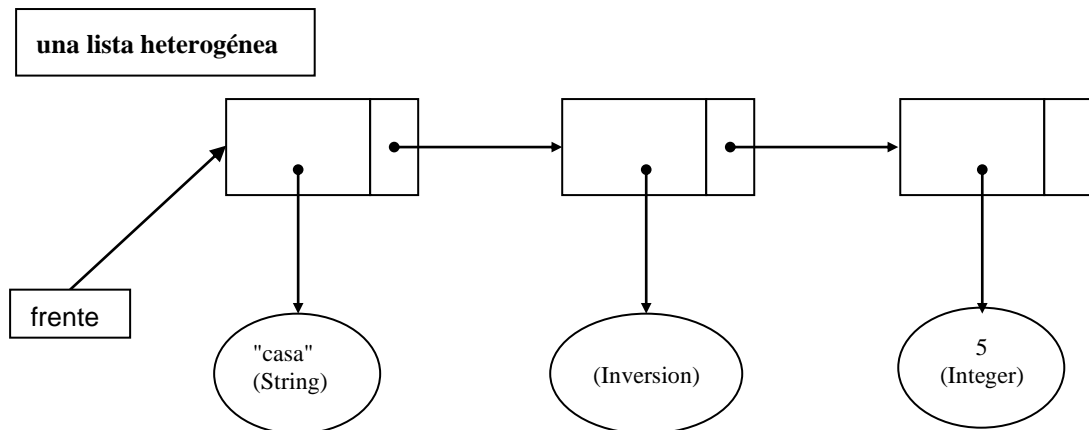 una lista heterogénea
frente
"casa"
(String)
(Inversion)
5
(Integer)